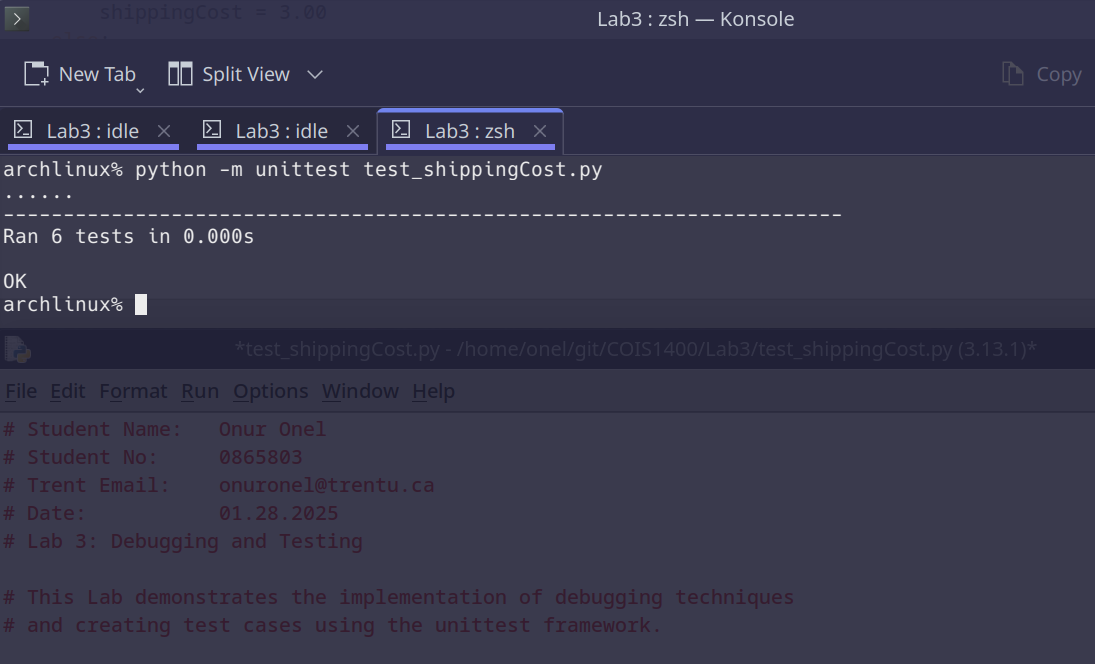 shippingCost = 3.00
Lab3 : zsh — Konsole
New Tab
Split View
Copy
Lab3 : idle
Lab3 : idle
Lab3 : zsh
archlinux% python -m unittest test_shippingCost.py
......
----------------------------------------------------------------------
Ran 6 tests in 0.000s
OK
archlinux%
*test_shippingCost.py - /home/onel/git/COIS1400/Lab3/test_shippingCost.py (3.13.1)*
File Edit Format Run Options Window Help
# Student Name:   Onur Onel
# Student No:     0865803
# Trent Email:    onuronel@trentu.ca
# Date:           01.28.2025
# Lab 3: Debugging and Testing
# This Lab demonstrates the implementation of debugging techniques
# and creating test cases using the unittest framework.